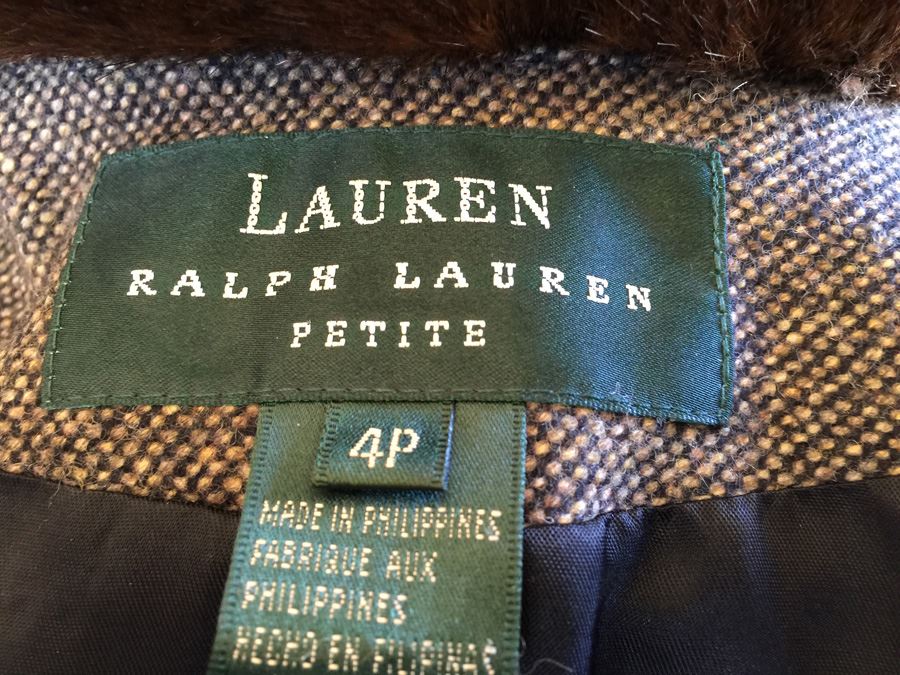 LAUREN
RALPH LAUREN
PETITE
4P
MADE IN PHILIPPINES
FABRIQUE AUX
PHILIPPINES
HECHO EN FILIPINAS